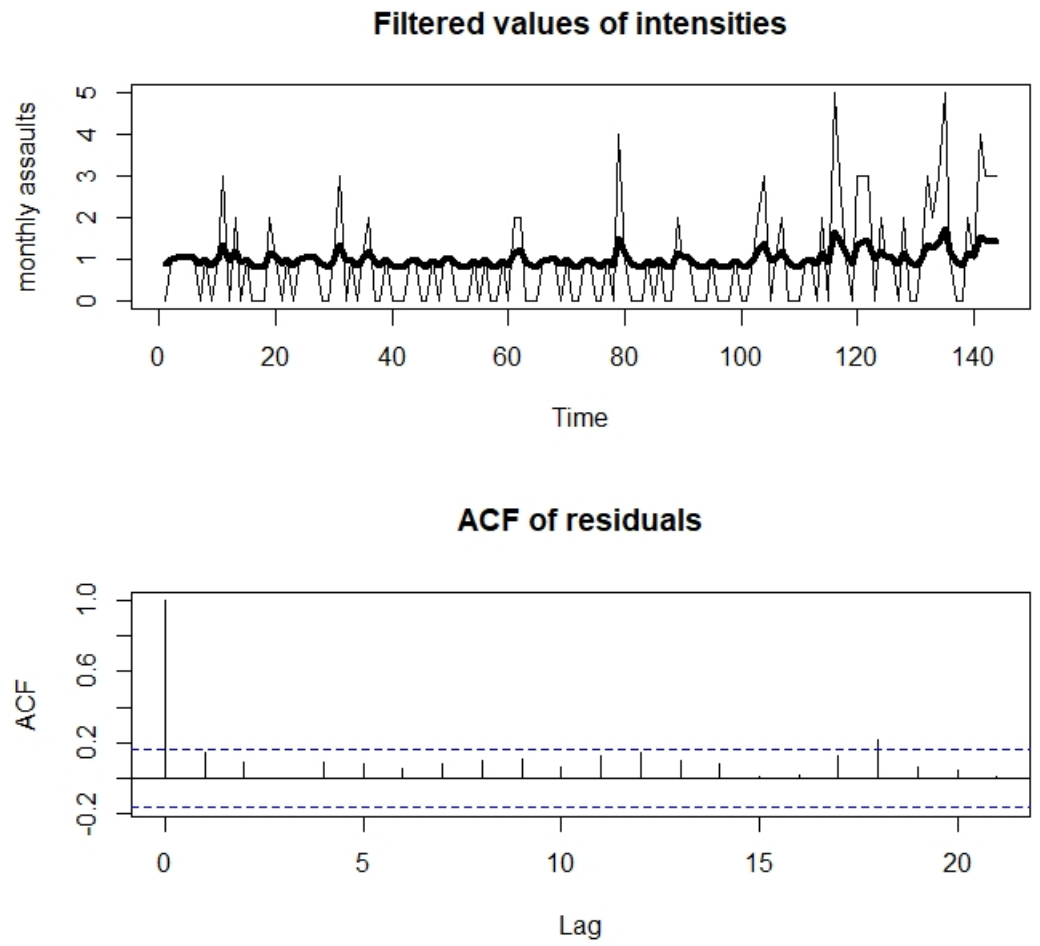 Filtered values of intensities
monthly assaults
5
4
3
2
1
0
0 20 40 60 80 100 120 140
Time
ACF of residuals
ACF
1.0
0.6
0.2
-0.2
0 5 10 15 20
Lag